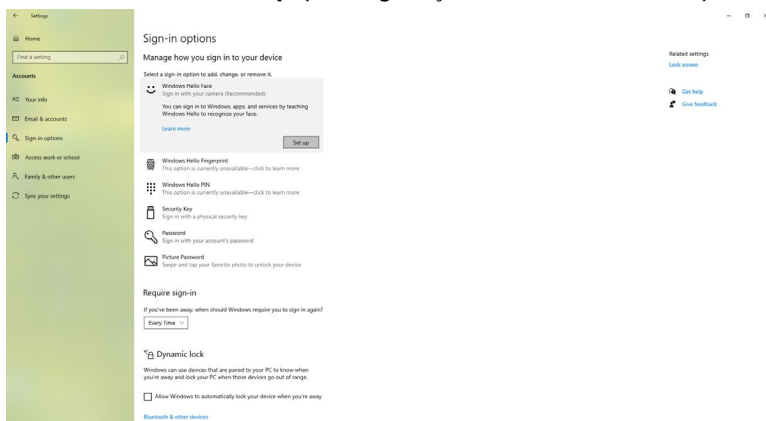 Settings
Home
Find a setting
Accounts
Your info
Email & accounts
Sign-in options
Access work or school
Family & other users
Sync your settings
Sign-in options
Manage how you sign in to your device
Select a sign-in option to add, change, or remove it.
Windows Hello Face
Sign in with your camera (Recommended)
You can sign in to Windows, apps, and services by teaching
Windows Hello to recognize your face.
Learn more
Set up
Windows Hello Fingerprint
This option is currently unavailable—click to learn more
Windows Hello PIN
This option is currently unavailable—click to learn more
Security Key
Sign in with a physical security key
Password
Sign in with your account's password
Picture Password
Swipe and tap your favorite photo to unlock your device
Require sign-in
If you've been away, when should Windows require you to sign in again?
Every Time
Dynamic lock
Windows can use devices that are paired to your PC to know when
you're away and lock your PC when those devices go out of range.
Allow Windows to automatically lock your device when you're away
Bluetooth & other devices
Related settings
Lock screen
Get help
Give feedback